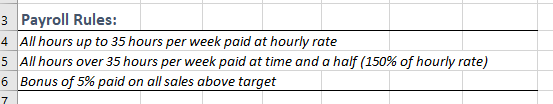 3 Payroll Rules:
4 All hours up to 35 hours per week paid at hourly rate
5 All hours over 35 hours per week paid at time and a half (150% of hourly rate)
6 Bonus of 5% paid on all sales above target